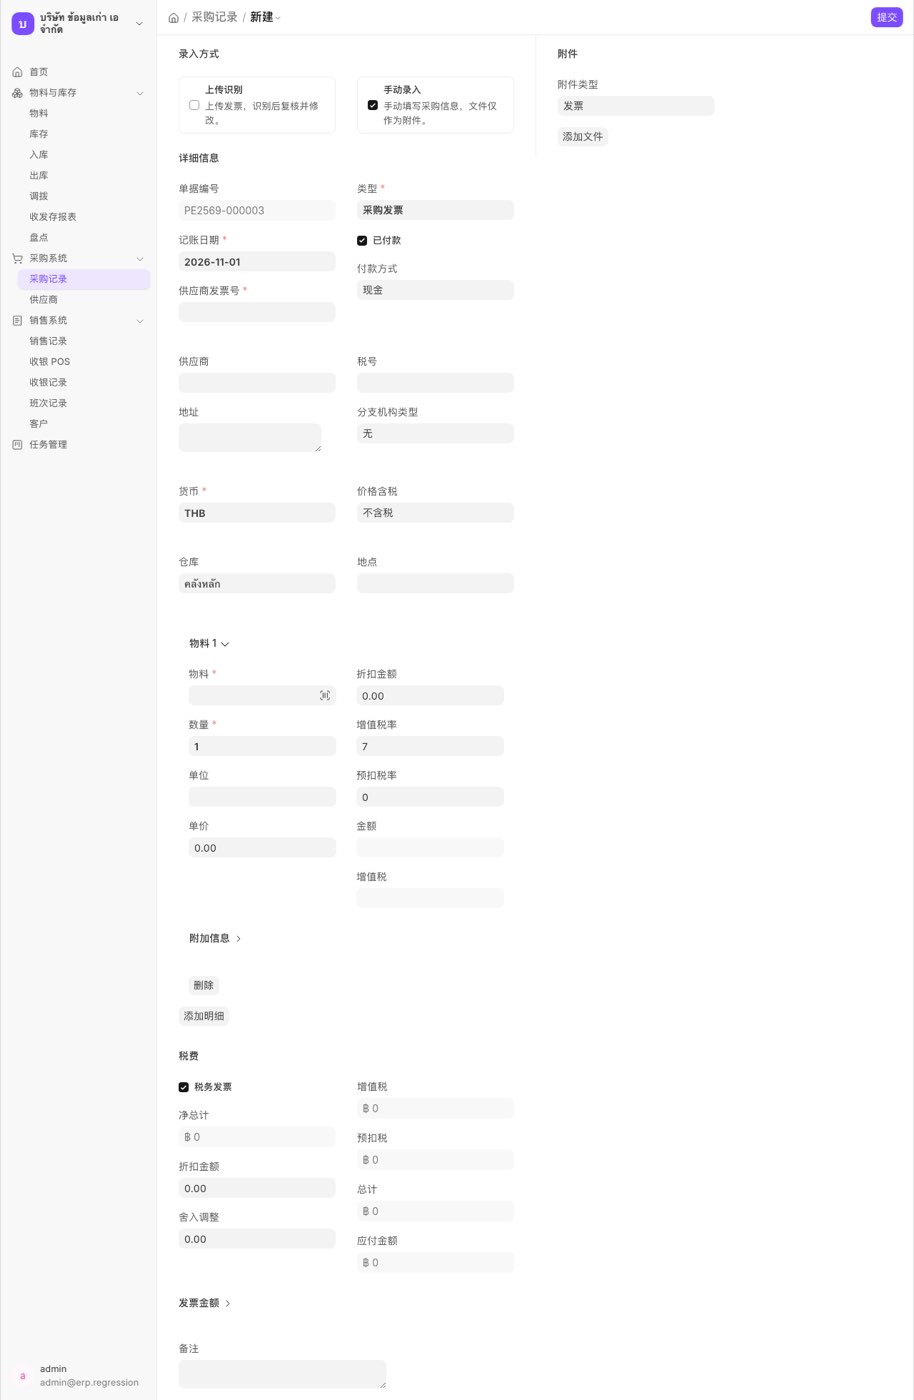 บ
บริษัท ข้อมูลเก่า เอ
จำกัด
首页
物料与库存
物料
库存
入库
出库
调拨
收发存报表
盘点
采购系统
采购记录
供应商
销售系统
销售记录
收银 POS
收银记录
班次记录
客户
任务管理
a
admin
admin@erp.regression
/ 采购记录 / 新建
提交
录入方式
上传识别
上传发票，识别后复核并修
改。
手动录入
手动填写采购信息，文件仅
作为附件。
详细信息
单据编号
PE2569-000003
类型 *
采购发票
记账日期 *
2026-11-01
已付款
付款方式
现金
供应商发票号 *
供应商
税号
地址
分支机构类型
无
货币 *
THB
价格含税
不含税
仓库
คลังหลัก
地点
物料 1
物料 *
折扣金额
0.00
数量 *
1
增值税率
7
单位
预扣税率
0
单价
0.00
金额
增值税
附加信息
删除
添加明细
税费
税务发票
增值税
฿ 0
净总计
฿ 0
预扣税
฿ 0
折扣金额
0.00
总计
฿ 0
舍入调整
0.00
应付金额
฿ 0
发票金额
备注
附件
附件类型
发票
添加文件